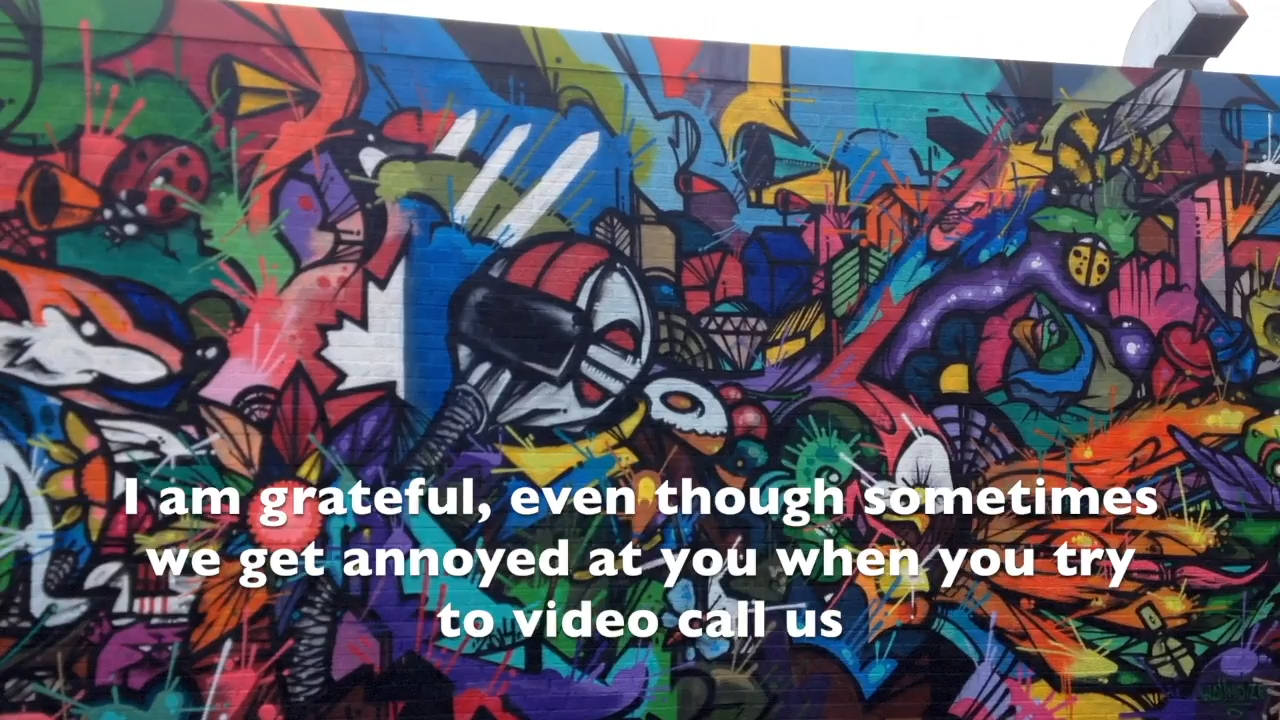 I am grateful, even though sometimes
we get annoyed at you when you try
to video call us